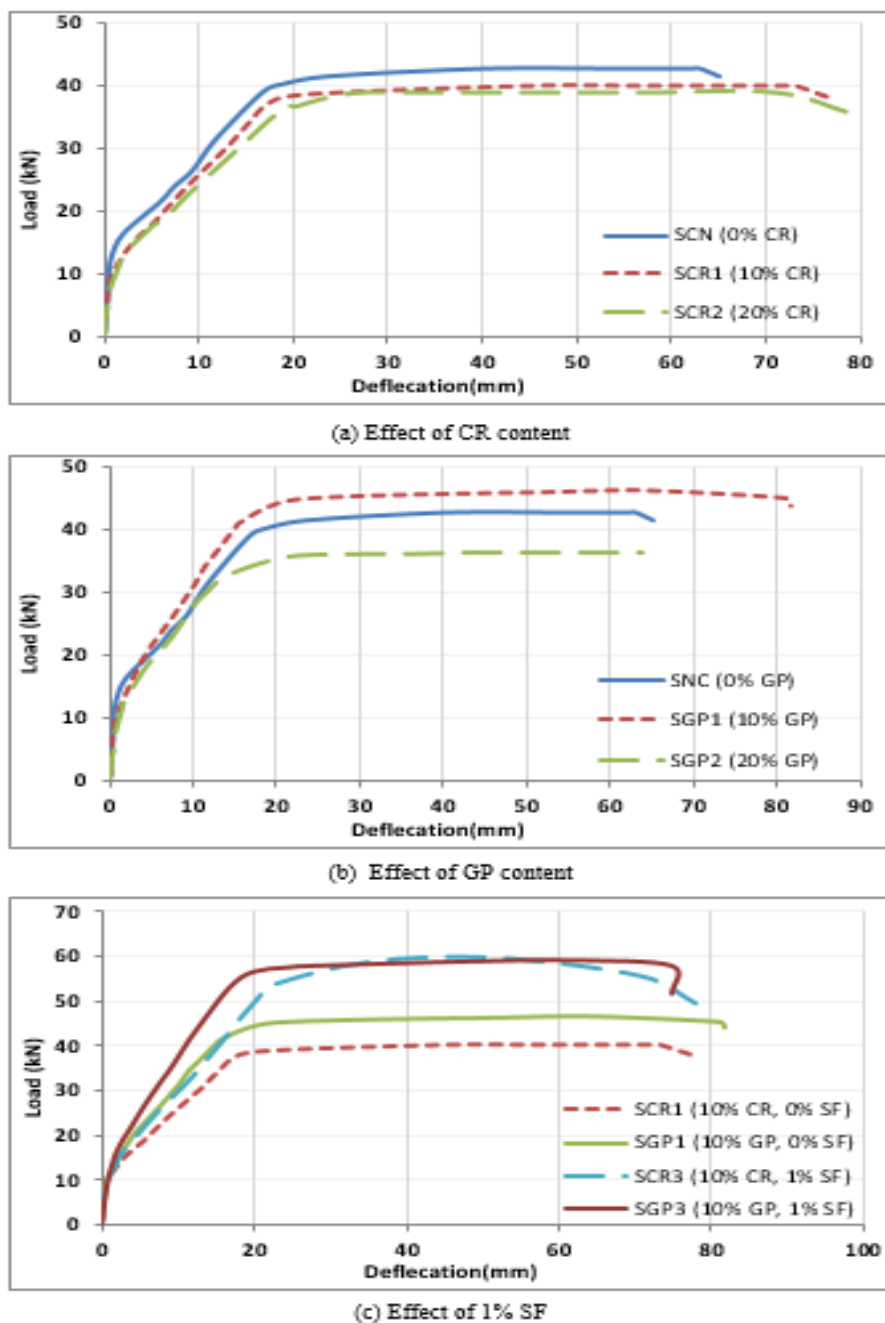 50
40
30
20
10
0
Load (kN)
SCN (0% CR)
SCR1 (10% CR)
SCR2 (20% CR)
0 10 20 30 40 50 60 70 80
Deflecation(mm)
(a) Effect of CR content
50
40
30
20
10
0
Load (kN)
SNC (0% GP)
SGP1 (10% GP)
SGP2 (20% GP)
0 10 20 30 40 50 60 70 80 90
Deflecation(mm)
(b) Effect of GP content
70
60
50
40
30
20
10
0
Load (kN)
SCR1 (10% CR, 0% SF)
SGP1 (10% GP, 0% SF)
SCR3 (10% CR, 1% SF)
SGP3 (10% GP, 1% SF)
0 20 40 60 80 100
Deflecation(mm)
(c) Effect of 1% SF